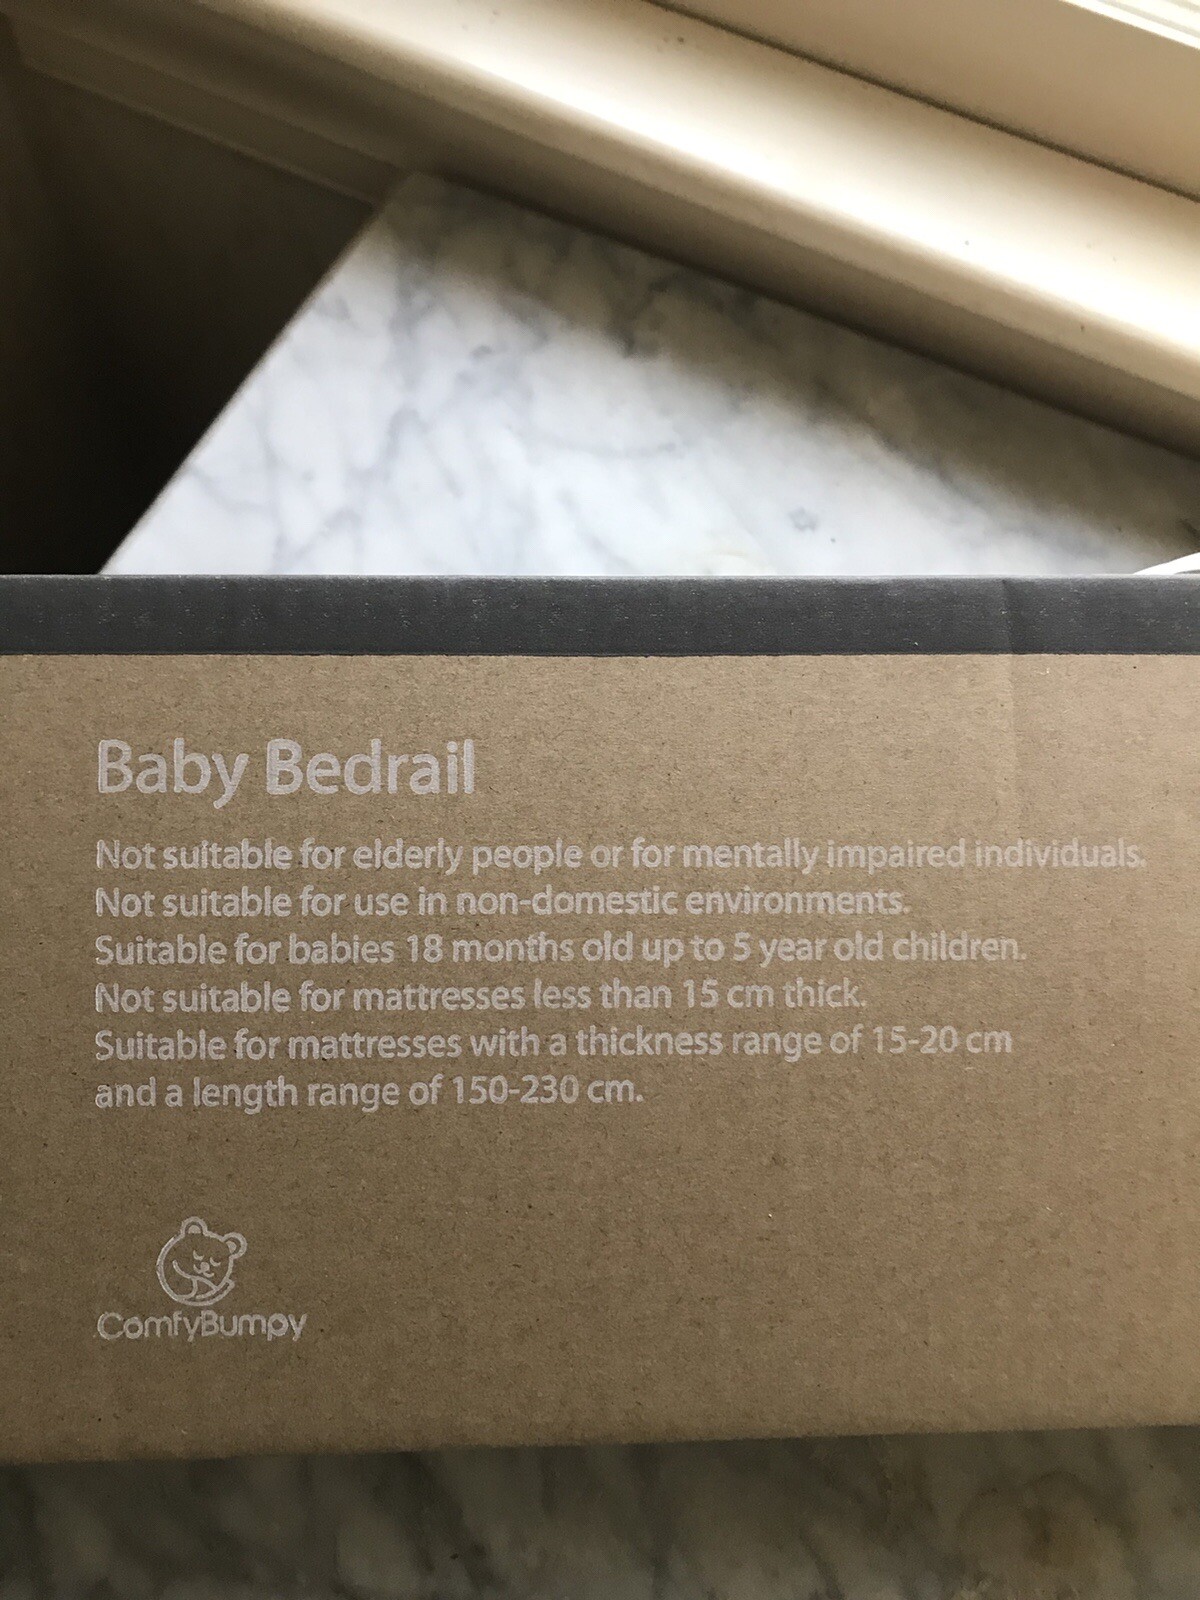 Baby Bedrail
Not suitable for elderly people or for mentally impaired individuals.
Not suitable for use in non-domestic environments.
Suitable for babies 18 months old up to 5 year old children.
Not suitable for mattresses less than 15 cm thick.
Suitable for mattresses with a thickness range of 15-20 cm
and a length range of 150-230 cm.
ComfyBumpy